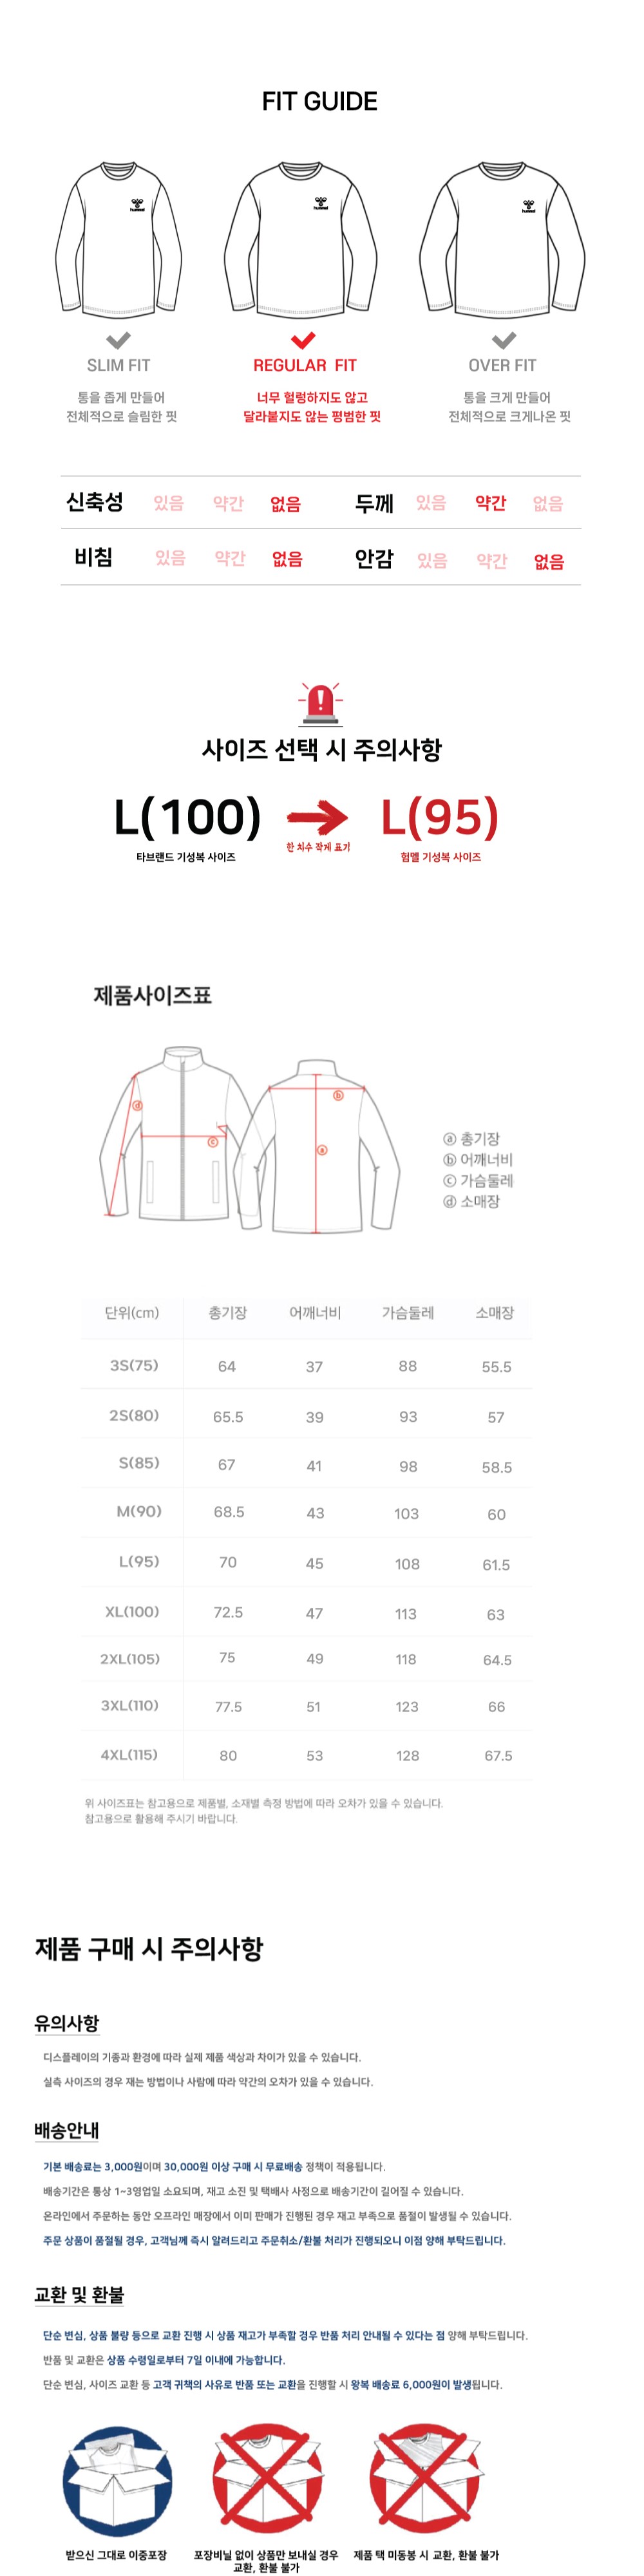 FIT GUIDE
hummel hummel hummel
SLIM FIT REGULAR FIT OVER FIT
통을 좁게 만들어 너무 헐렁하지도 않고 통을 크게 만들어
전체적으로 슬림한 핏 달라붙지도 않는 평범한 핏 전체적으로 크게나온 핏
신축성 있음 약간 없음 두께 있음 약간 없음
비침 있음 약간 없음 안감 있음 약간 없음
사이즈 선택 시 주의사항
L(100) L(95)
한 치수 작게 표기
타브랜드 기성복 사이즈 험멜 기성복 사이즈
제품사이즈표
ⓓ ⓑ ⓒ ⓐ
ⓐ 총기장
ⓑ 어깨너비
ⓒ 가슴둘레
ⓓ 소매장
단위(cm) 총기장 어깨너비 가슴둘레 소매장
3S(75) 64 37 88 55.5
2S(80) 65.5 39 93 57
S(85) 67 41 98 58.5
M(90) 68.5 43 103 60
L(95) 70 45 108 61.5
XL(100) 72.5 47 113 63
2XL(105) 75 49 118 64.5
3XL(110) 77.5 51 123 66
4XL(115) 80 53 128 67.5
위 사이즈표는 참고용으로 제품별, 소재별 측정 방법에 따라 오차가 있을 수 있습니다.
참고용으로 활용해 주시기 바랍니다.
제품 구매 시 주의사항
유의사항
디스플레이의 기종과 환경에 따라 실제 제품 색상과 차이가 있을 수 있습니다.
실측 사이즈의 경우 재는 방법이나 사람에 따라 약간의 오차가 있을 수 있습니다.
배송안내
기본 배송료는 3,000원이며 30,000원 이상 구매 시 무료배송 정책이 적용됩니다.
배송기간은 통상 1~3영업일 소요되며, 재고 소진 및 택배사 사정으로 배송기간이 길어질 수 있습니다.
온라인에서 주문하는 동안 오프라인 매장에서 이미 판매가 진행된 경우 재고 부족으로 품절이 발생될 수 있습니다.
주문 상품이 품절될 경우, 고객님께 즉시 알려드리고 주문취소/환불 처리가 진행되오니 이점 양해 부탁드립니다.
교환 및 환불
단순 변심, 상품 불량 등으로 교환 진행 시 상품 재고가 부족할 경우 반품 처리 안내될 수 있다는 점 양해 부탁드립니다.
반품 및 교환은 상품 수령일로부터 7일 이내에 가능합니다.
단순 변심, 사이즈 교환 등 고객 귀책의 사유로 반품 또는 교환을 진행할 시 왕복 배송료 6,000원이 발생됩니다.
받으신 그대로 이중포장 포장비닐 없이 상품만 보내실 경우 제품 택 미동봉 시 교환, 환불 불가
교환, 환불 불가